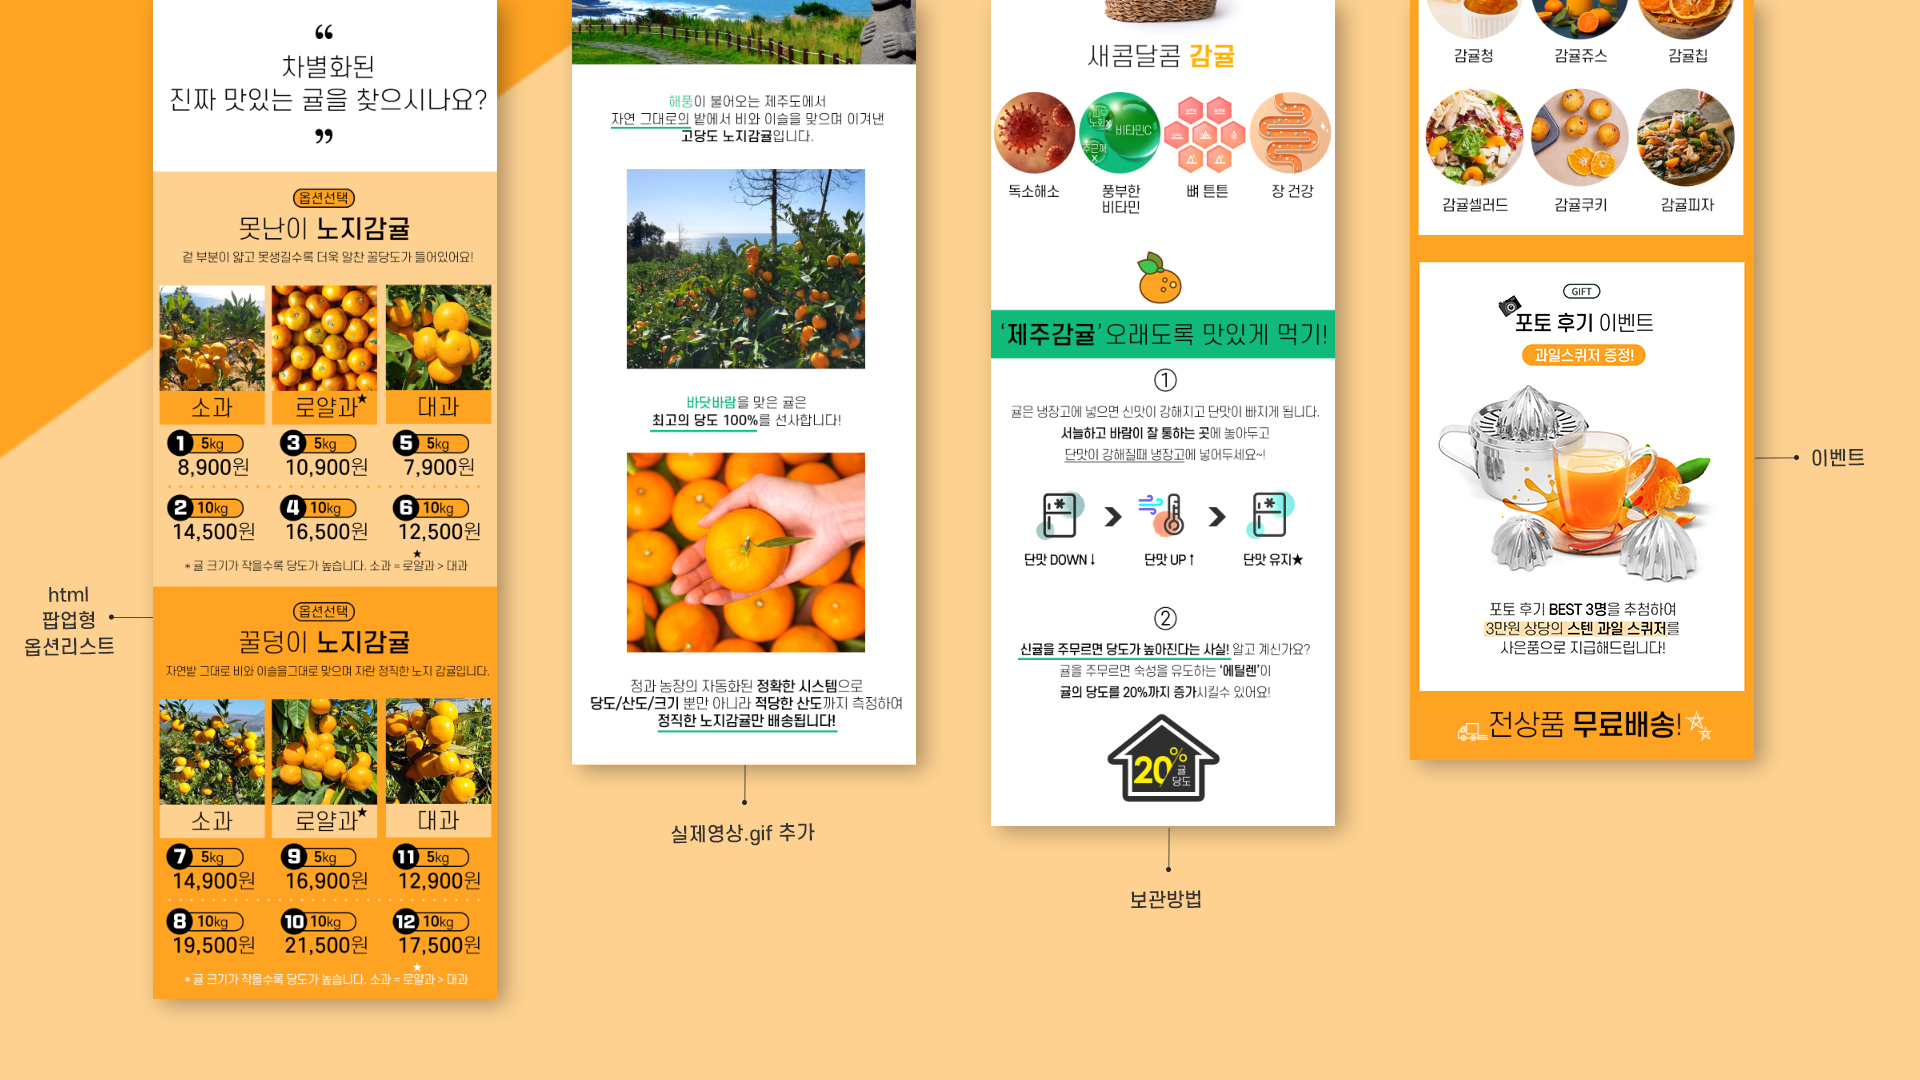 “
차별화된
진짜 맛있는 귤을 찾으시나요?
”
옵션선택
못난이 노지감귤
겉 부분이 얇고 못생길수록 더욱 알찬 꿀당도가 들어있어요!
소과
로얄과★
대과
1 5kg
8,900원
3 5kg
10,900원
5 5kg
7,900원
2 10kg
14,500원
4 10kg
16,500원
6 10kg
12,500원
* 귤 크기가 작을수록 당도가 높습니다. 소과 = 로얄과 > 대과
옵션선택
꿀덩이 노지감귤
자연밭 그대로 비와 이슬을그대로 맞으며 자란 정직한 노지 감귤입니다.
소과
로얄과★
대과
7 5kg
14,900원
9 5kg
16,900원
11 5kg
12,900원
8 10kg
19,500원
10 10kg
21,500원
12 10kg
17,500원
* 귤 크기가 작을수록 당도가 높습니다. 소과 = 로얄과 > 대과
html
팝업형
옵션리스트
해풍이 불어오는 제주도에서
자연 그대로의 밭에서 비와 이슬을 맞으며 이겨낸
고당도 노지감귤입니다.
바닷바람을 맞은 귤은
최고의 당도 100%를 선사합니다!
정과 농장의 자동화된 정확한 시스템으로
당도/산도/크기 뿐만 아니라 적당한 산도까지 측정하여
정직한 노지감귤만 배송됩니다!
실제영상.gif 추가
새콤달콤 감귤
피부
노화
X
비타민C
주근깨
X
독소해소
풍부한
비타민
뼈 튼튼
장 건강
‘제주감귤’ 오래도록 맛있게 먹기!
①
귤은 냉장고에 넣으면 신맛이 강해지고 단맛이 빠지게 됩니다.
서늘하고 바람이 잘 통하는 곳에 놓아두고
단맛이 강해질때 냉장고에 넣어두세요~!
단맛 DOWN↓
단맛 UP↑
단맛 유지★
②
신귤을 주무르면 당도가 높아진다는 사실! 알고 계신가요?
귤을 주무르면 숙성을 유도하는 ‘에틸렌’이
귤의 당도를 20%까지 증가시킬수 있어요!
20%
귤
당도
보관방법
감귤청
감귤쥬스
감귤칩
감귤셀러드
감귤쿠키
감귤피자
GIFT
포토 후기 이벤트
과일스퀴저 증정!
포토 후기 BEST 3명을 추첨하여
3만원 상당의 스텐 과일 스퀴저를
사은품으로 지급해드립니다!
전상품 무료배송!
이벤트